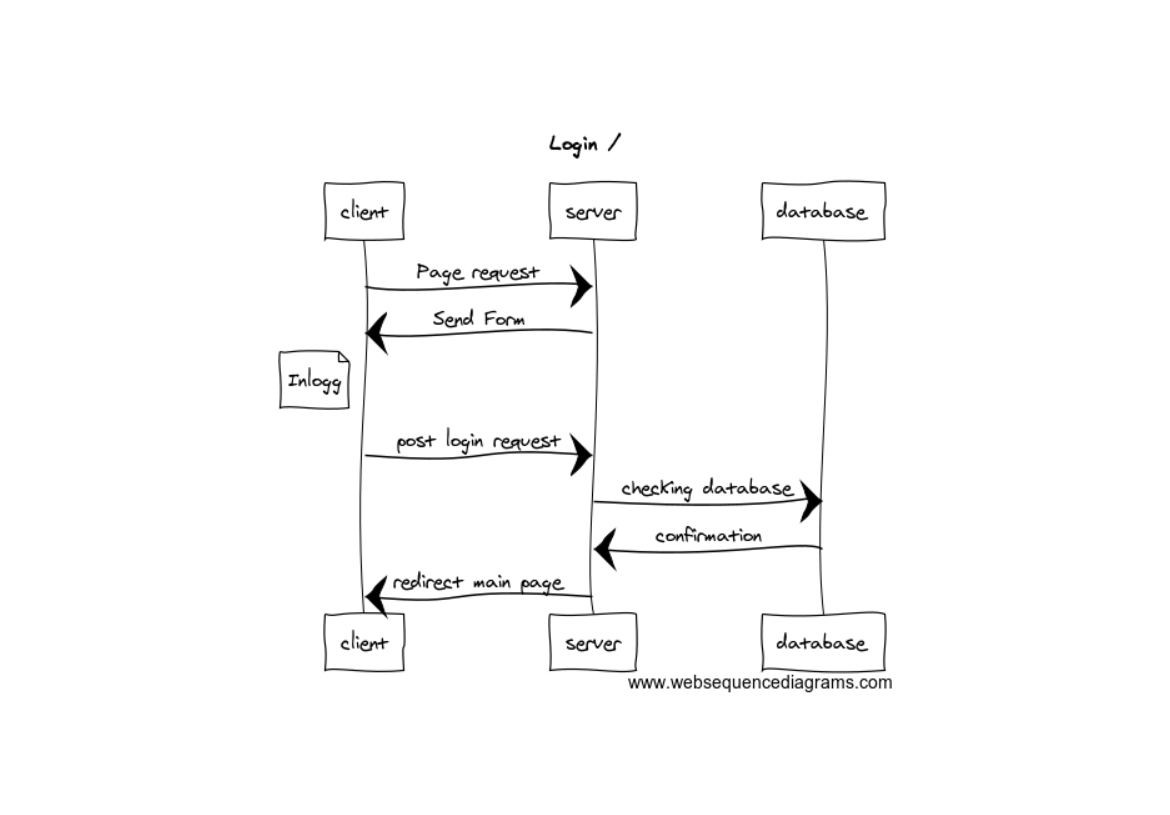 Login /
client
server
database
Page request
Send Form
Inlogg
post login request
checking database
confirmation
redirect main page
client
server
database
www.websequencediagrams.com